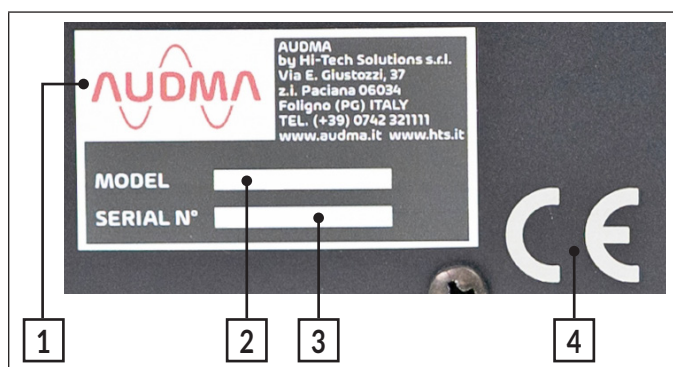 AUDMA
AUDMA
by Hi-Tech Solutions s.r.l.
Via E. Giustozzi, 37
z.i. Paciana 06034
Foligno (PG) ITALY
TEL. (+39) 0742 321111
www.audma.it www.hts.it
MODEL
SERIAL N°
CE
1 2 3 4